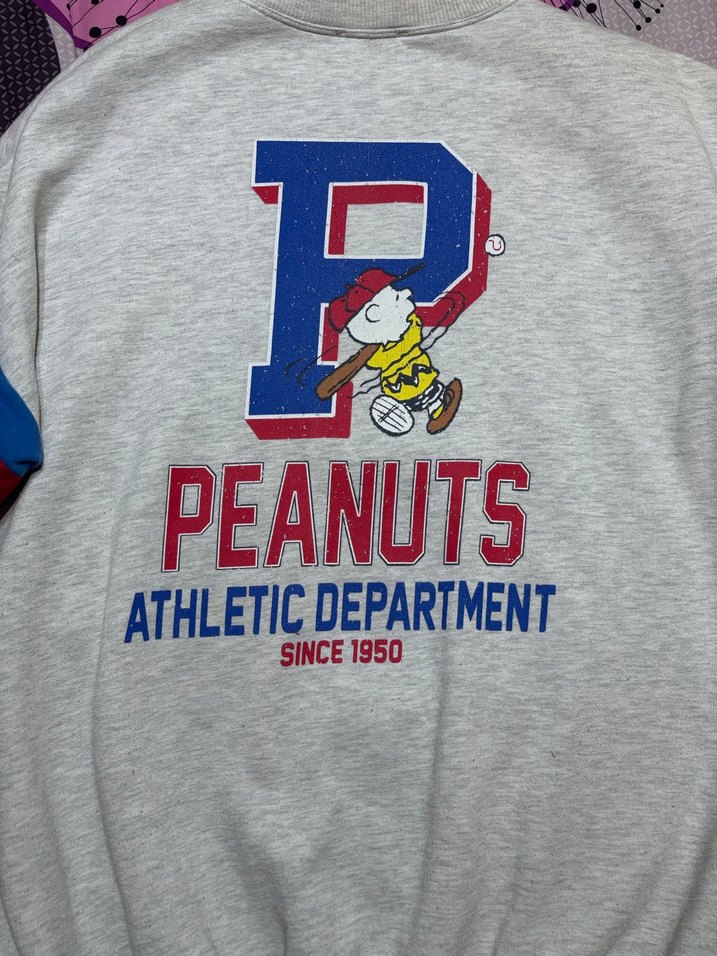 P
PEANUTS
ATHLETIC DEPARTMENT
SINCE 1950